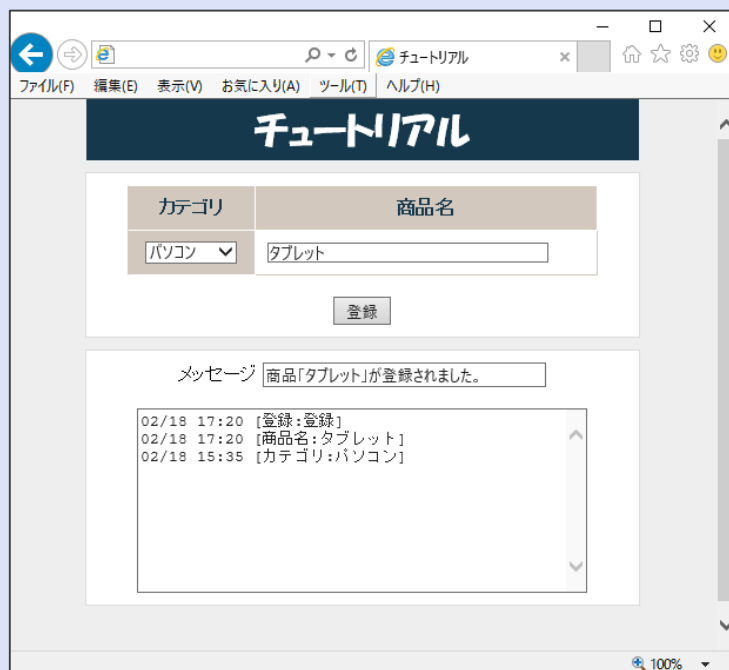 チュートリアル
ファイル(F) 編集(E) 表示(V) お気に入り(A) ツール(T) ヘルプ(H)
チュートリアル
カテゴリ 商品名
パソコン タブレット
登録
メッセージ 商品「タブレット」が登録されました。
02/18 17:20 [登録:登録]
02/18 17:20 [商品名:タブレット]
02/18 15:35 [カテゴリ:パソコン]
100%